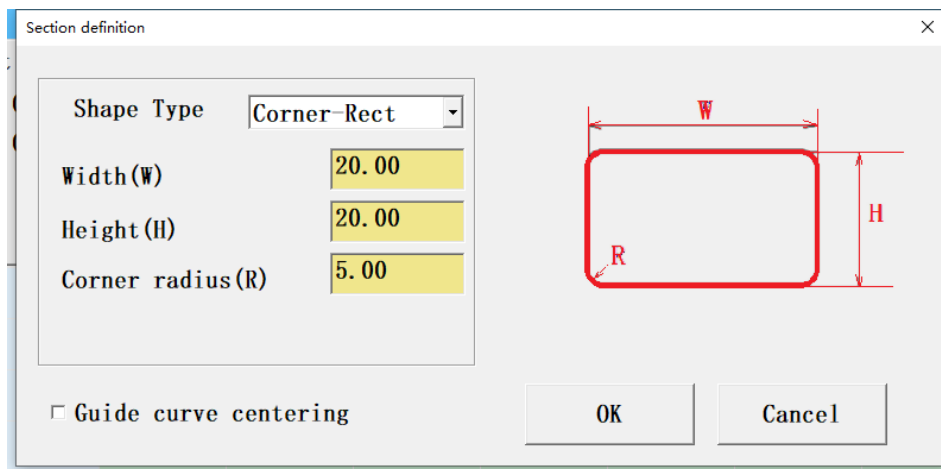 Section definition
Shape Type Corner-Rect
Width(W) 20.00
Height(H) 20.00
Corner radius(R) 5.00
W
H
R
Guide curve centering
OK Cancel